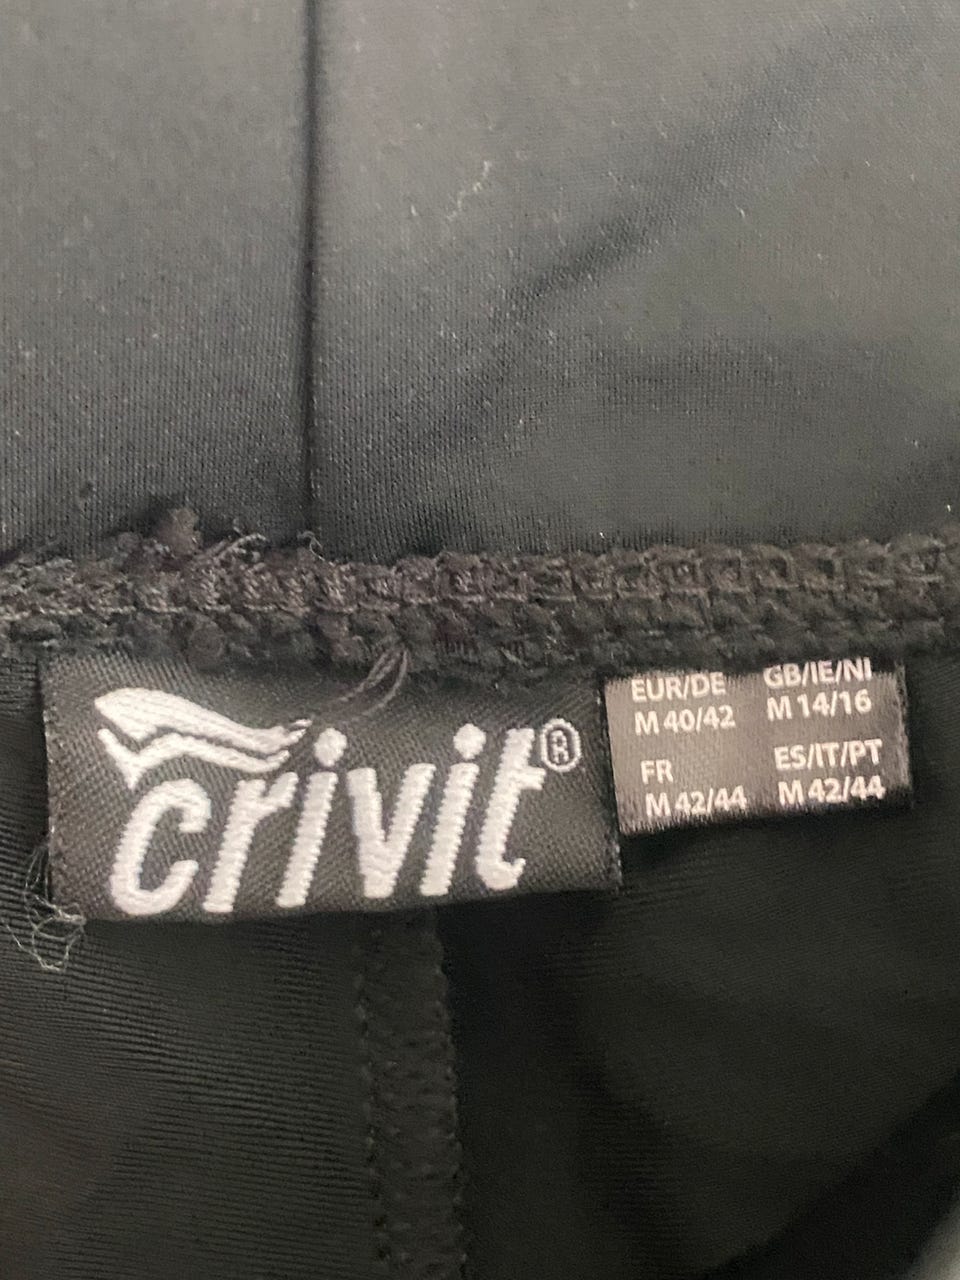 crivit®
EUR/DE GB/IE/NI
M 40/42 M 14/16
FR ES/IT/PT
M 42/44 M 42/44